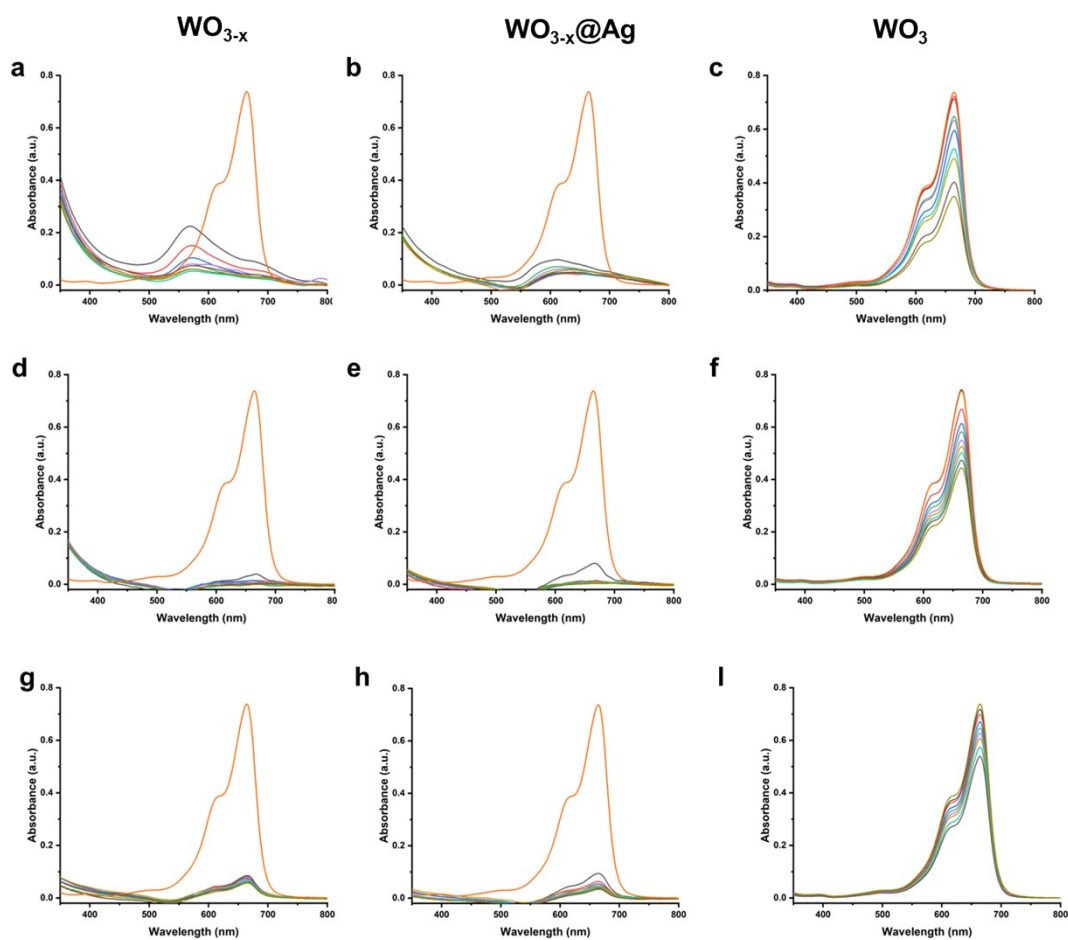 WO3-x WO3-x@Ag WO3
a b c
0.8 0.8 0.8
0.6 0.6 0.6
Absorbance (a.u.) Absorbance (a.u.) Absorbance (a.u.)
0.4 0.4 0.4
0.2 0.2 0.2
0.0 0.0 0.0
400 500 600 700 800 400 500 600 700 800 400 500 600 700 800
Wavelength (nm) Wavelength (nm) Wavelength (nm)
d e f
0.8 0.8 0.8
0.6 0.6 0.6
Absorbance (a.u.) Absorbance (a.u.) Absorbance (a.u.)
0.4 0.4 0.4
0.2 0.2 0.2
0.0 0.0 0.0
400 500 600 700 800 400 500 600 700 800 400 500 600 700 800
Wavelength (nm) Wavelength (nm) Wavelength (nm)
g h I
0.8 0.8 0.8
0.6 0.6 0.6
Absorbance (a.u.) Absorbance (a.u.) Absorbance (a.u.)
0.4 0.4 0.4
0.2 0.2 0.2
0.0 0.0 0.0
400 500 600 700 800 400 500 600 700 800 400 500 600 700 800
Wavelength (nm) Wavelength (nm) Wavelength (nm)